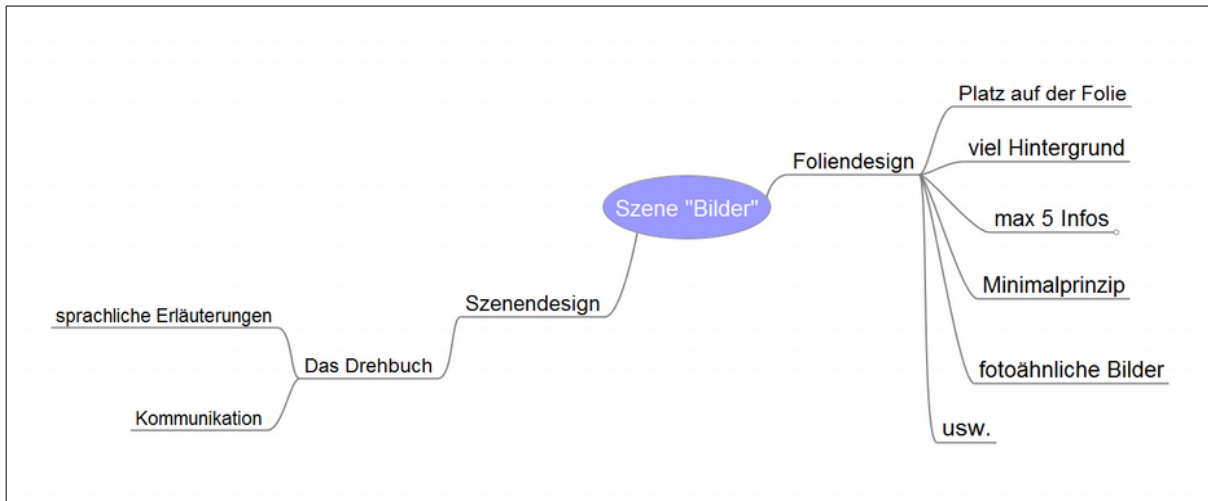 Szene "Bilder"
Foliendesign
Platz auf der Folie
viel Hintergrund
max 5 Infos
Minimalprinzip
fotoähnliche Bilder
usw.
Szenendesign
Das Drehbuch
sprachliche Erläuterungen
Kommunikation